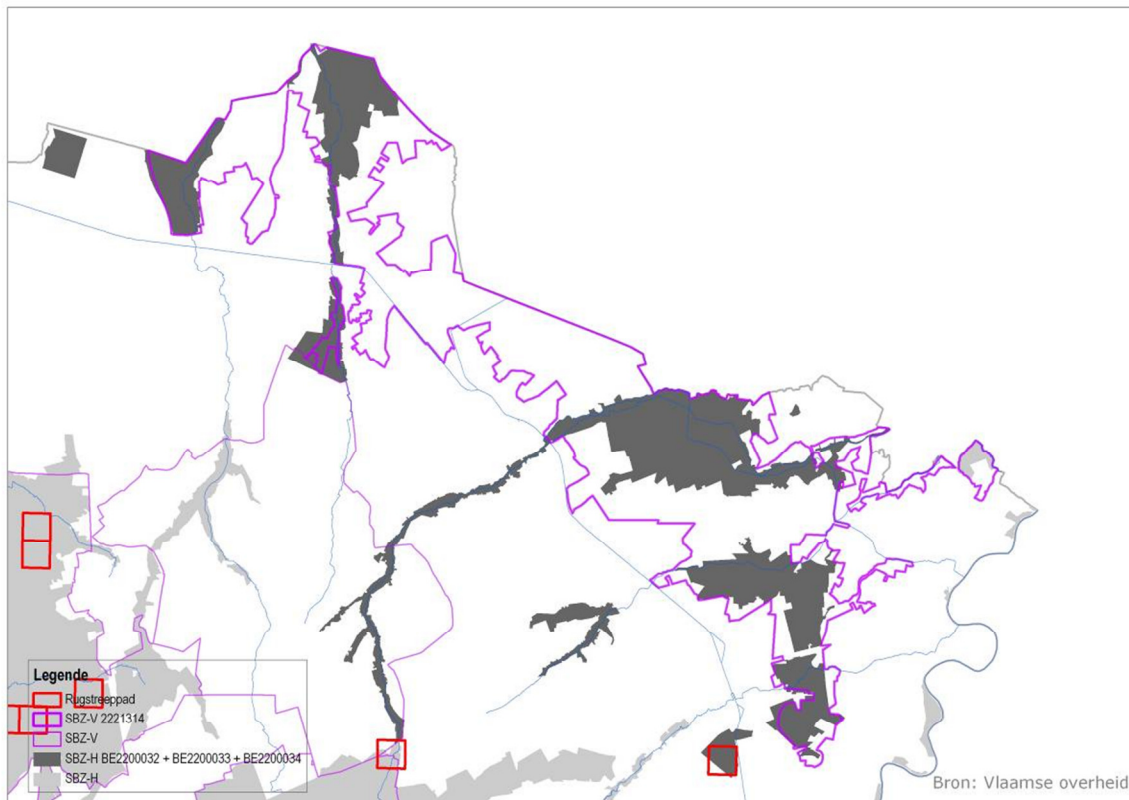 Legende
Rugstreeppad
SBZ-V 2221314
SBZ-V
SBZ-H BE2200032 + BE2200033 + BE2200034
SBZ-H
Bron: Vlaamse overheid